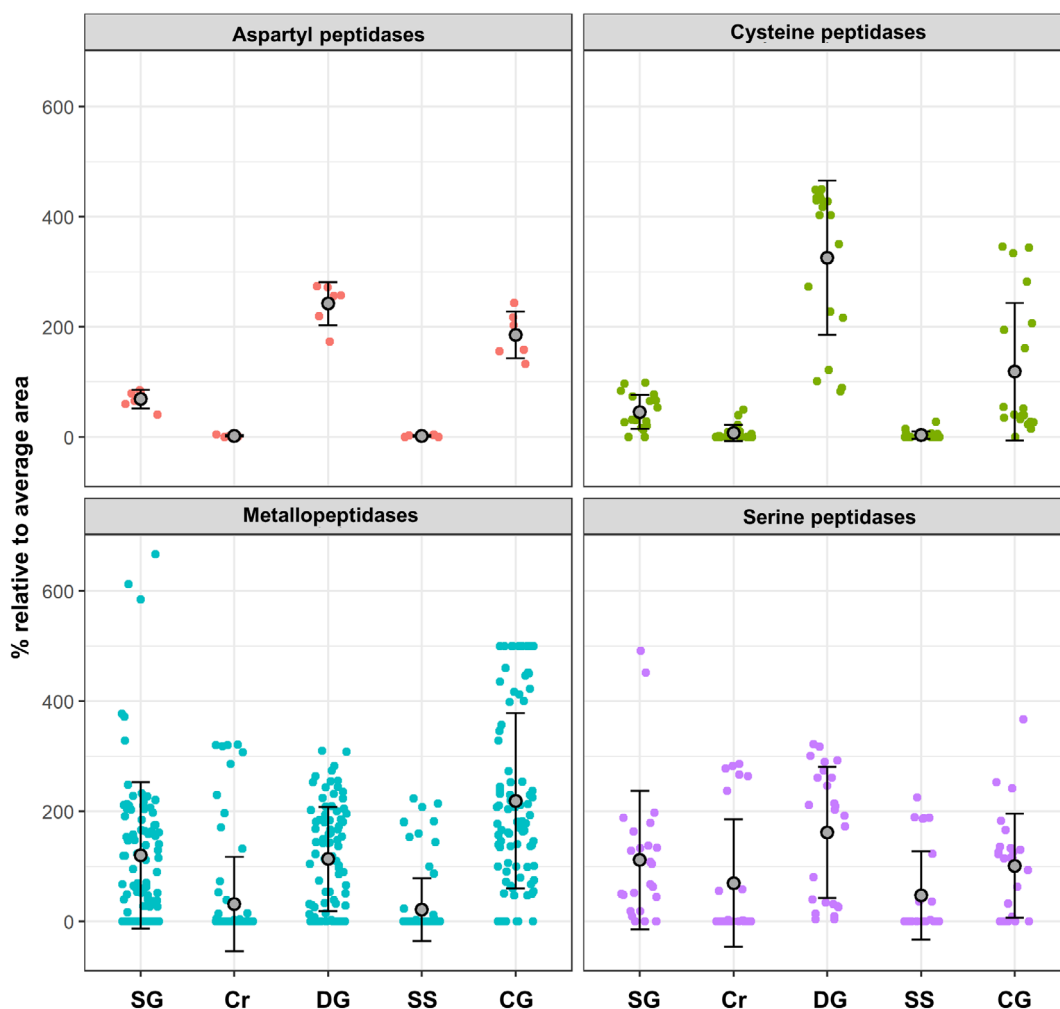 Aspartyl peptidases
Cysteine peptidases
600
400
200
0
Metallopeptidases
Serine peptidases
600
400
200
0
% relative to average area
SG Cr DG SS CG
SG Cr DG SS CG